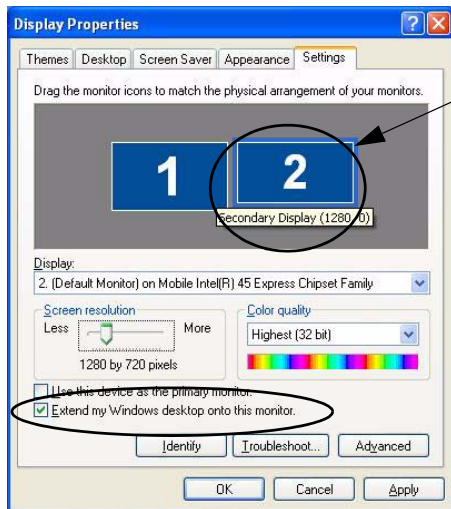 Display Properties
Themes Desktop Screen Saver Appearance Settings
Drag the monitor icons to match the physical arrangement of your monitors.
1 2
Secondary Display (1280, 0)
Display:
2. (Default Monitor) on Mobile Intel(R) 45 Express Chipset Family
Screen resolution Color quality
Less More Highest (32 bit)
1280 by 720 pixels
Use this device as the primary monitor.
Extend my Windows desktop onto this monitor.
Identify Troubleshoot... Advanced
OK Cancel Apply